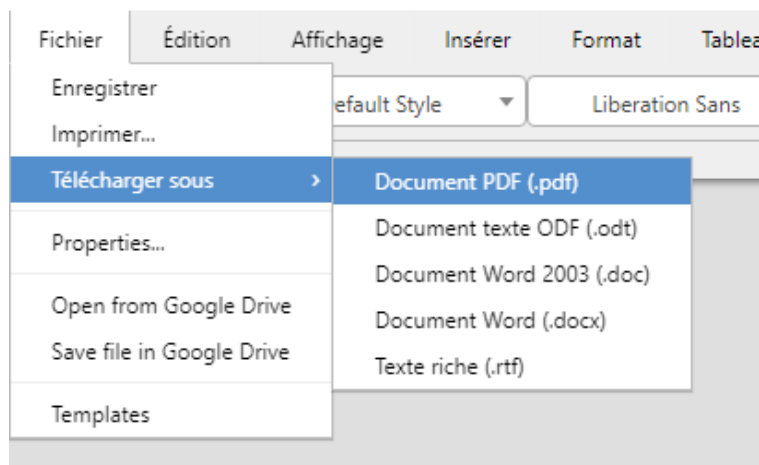 Fichier Édition Affichage Insérer Format
Enregistrer
Style Liberation Sans
Imprimer...
Télécharger sous
Document PDF (.pdf)
Document texte ODF (.odt)
Properties...
Document Word 2003 (.doc)
Open from Google Drive
Document Word (.docx)
Save file in Google Drive
Texte riche (.rtf)
Templates